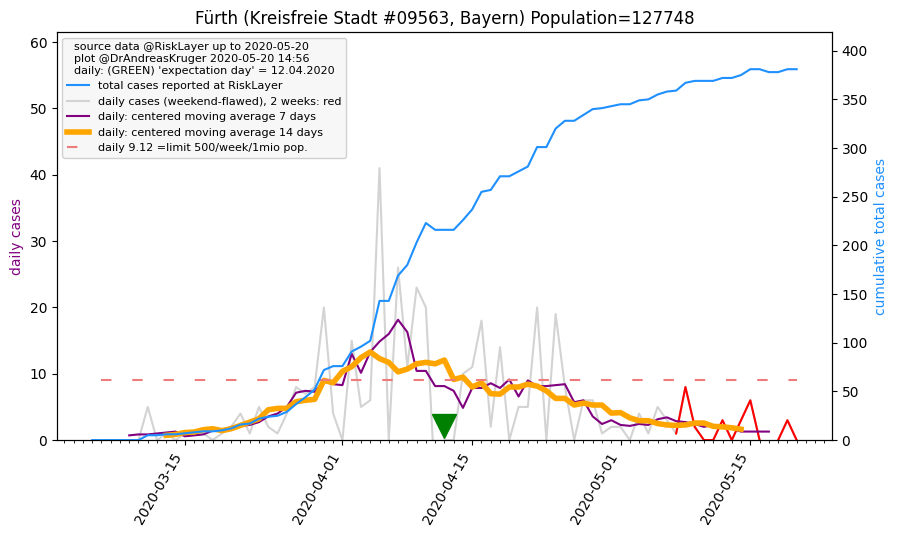 Fürth (Kreisfreie Stadt #09563, Bayern) Population=127748
source data @RiskLayer up to 2020-05-20
plot @DrAndreasKruger 2020-05-20 14:56
daily: (GREEN) 'expectation day' = 12.04.2020
total cases reported at RiskLayer
daily cases (weekend-flawed), 2 weeks: red
daily: centered moving average 7 days
daily: centered moving average 14 days
daily 9.12 =limit 500/week/1mio pop.
daily cases
60
50
40
30
20
10
0
400
350
300
250
200
150
100
50
0
cumulative total cases
2020-03-15
2020-04-01
2020-04-15
2020-05-01
2020-05-15